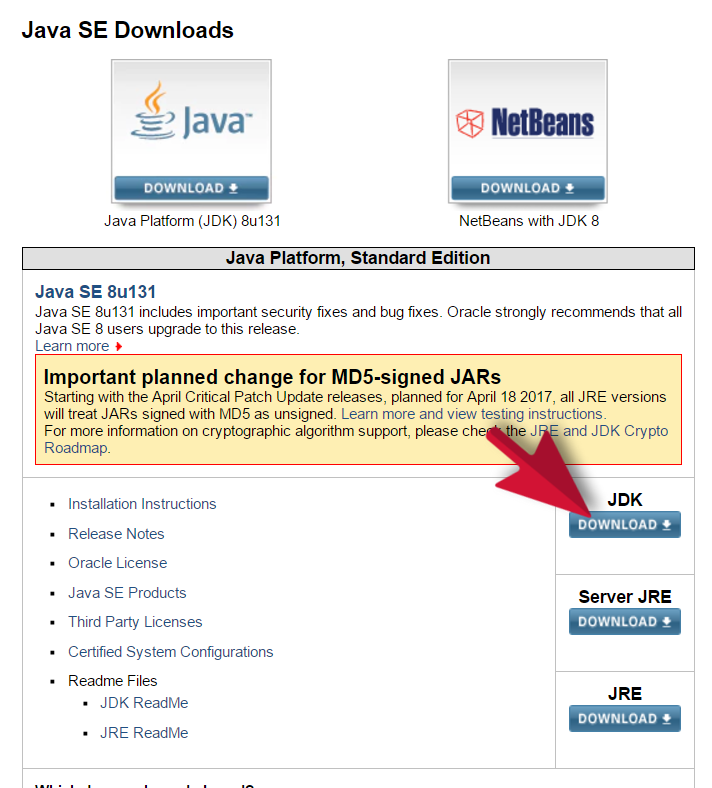 Java SE Downloads
Java™
NetBeans
DOWNLOAD
DOWNLOAD
Java Platform (JDK) 8u131
NetBeans with JDK 8
Java Platform, Standard Edition
Java SE 8u131
Java SE 8u131 includes important security fixes and bug fixes. Oracle strongly recommends that all
Java SE 8 users upgrade to this release.
Learn more
Important planned change for MD5-signed JARs
Starting with the April Critical Patch Update releases, planned for April 18 2017, all JRE versions
will treat JARs signed with MD5 as unsigned. Learn more and view testing instructions.
For more information on cryptographic algorithm support, please check the JRE and JDK Crypto
Roadmap.
Installation Instructions
Release Notes
Oracle License
Java SE Products
Third Party Licenses
Certified System Configurations
Readme Files
JDK ReadMe
JRE ReadMe
JDK
DOWNLOAD
Server JRE
DOWNLOAD
JRE
DOWNLOAD